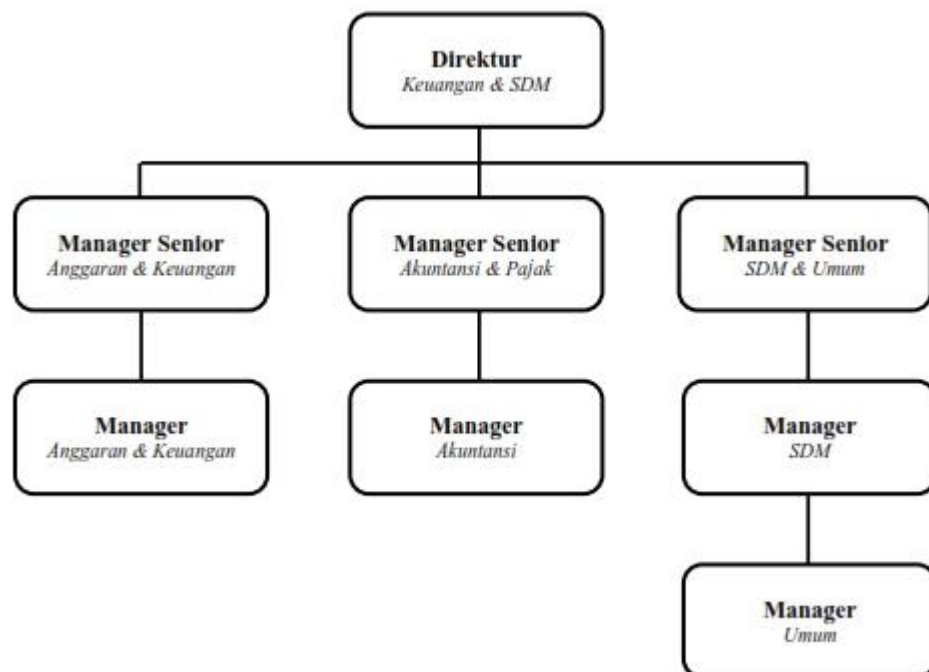 Direktur
Keuangan & SDM
Manager Senior
Anggaran & Keuangan
Manager Senior
Akuntansi & Pajak
Manager Senior
SDM & Umum
Manager
Anggaran & Keuangan
Manager
Akuntansi
Manager
SDM
Manager
Umum